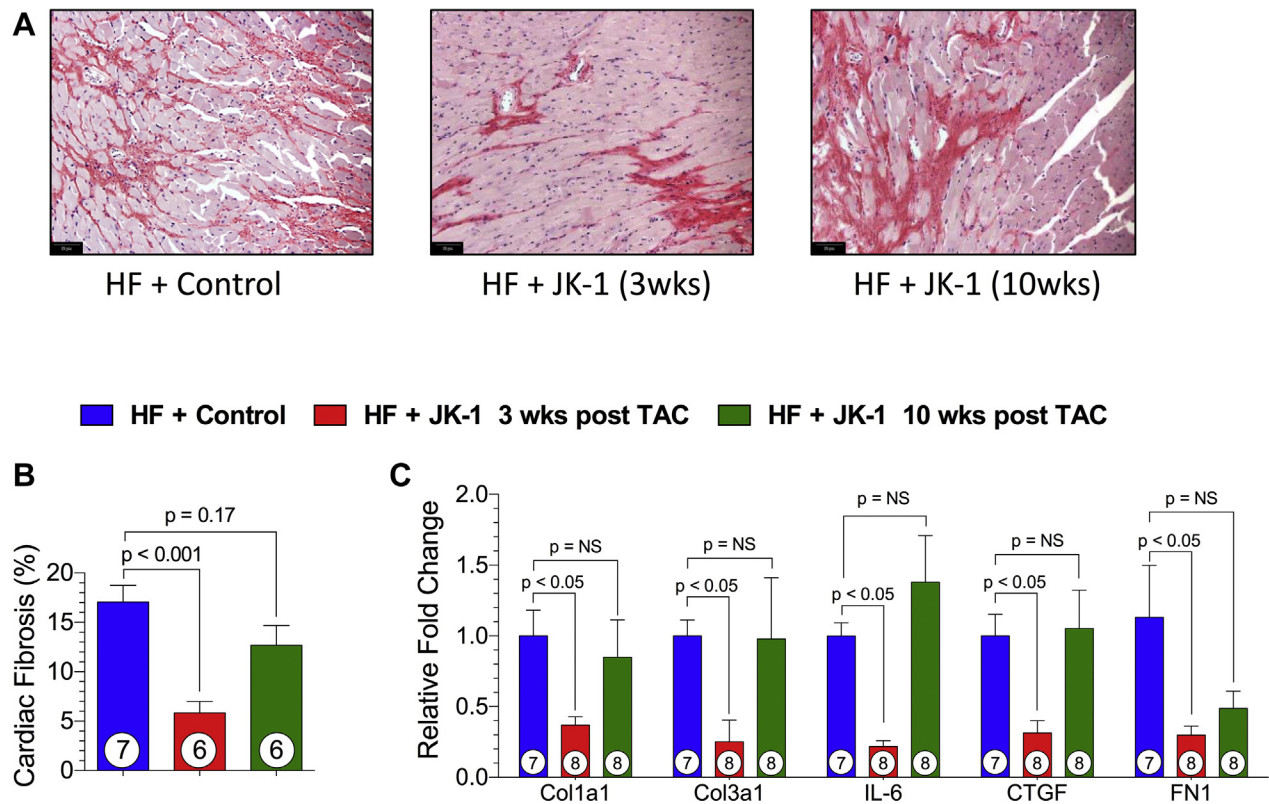 A
HF + Control
HF + JK-1 (3wks)
HF + JK-1 (10wks)
HF + Control
HF + JK-1 3 wks post TAC
HF + JK-1 10 wks post TAC
B
Cardiac Fibrosis (%)
20
15
10
5
0
p = 0.17
p < 0.001
7
6
6
C
Relative Fold Change
2.0
1.5
1.0
0.5
0.0
p = NS
p < 0.05
p = NS
p < 0.05
p = NS
p < 0.05
p = NS
p < 0.05
p = NS
p < 0.05
7
8
8
7
8
8
7
8
8
7
8
8
7
8
8
Col1a1
Col3a1
IL-6
CTGF
FN1